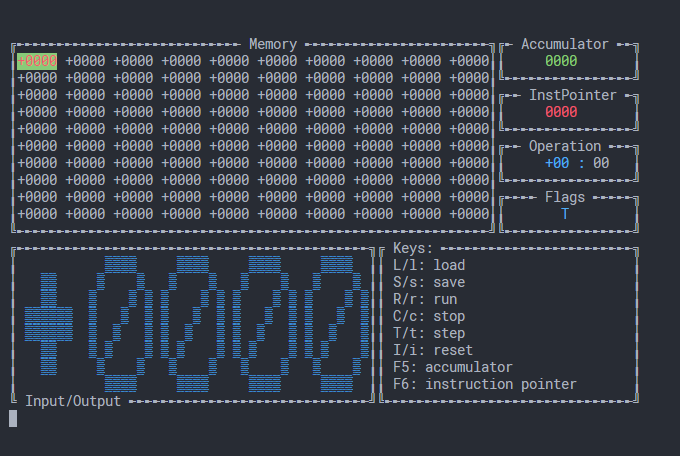 Memory
+0000 +0000 +0000 +0000 +0000 +0000 +0000 +0000 +0000 +0000
+0000 +0000 +0000 +0000 +0000 +0000 +0000 +0000 +0000 +0000
+0000 +0000 +0000 +0000 +0000 +0000 +0000 +0000 +0000 +0000
+0000 +0000 +0000 +0000 +0000 +0000 +0000 +0000 +0000 +0000
+0000 +0000 +0000 +0000 +0000 +0000 +0000 +0000 +0000 +0000
+0000 +0000 +0000 +0000 +0000 +0000 +0000 +0000 +0000 +0000
+0000 +0000 +0000 +0000 +0000 +0000 +0000 +0000 +0000 +0000
+0000 +0000 +0000 +0000 +0000 +0000 +0000 +0000 +0000 +0000
+0000 +0000 +0000 +0000 +0000 +0000 +0000 +0000 +0000 +0000
+0000 +0000 +0000 +0000 +0000 +0000 +0000 +0000 +0000 +0000
Accumulator
0000
InstPointer
0000
Operation
+00 : 00
Flags
T
+0000
Input/Output
Keys:
L/l: load
S/s: save
R/r: run
C/c: stop
T/t: step
I/i: reset
F5: accumulator
F6: instruction pointer